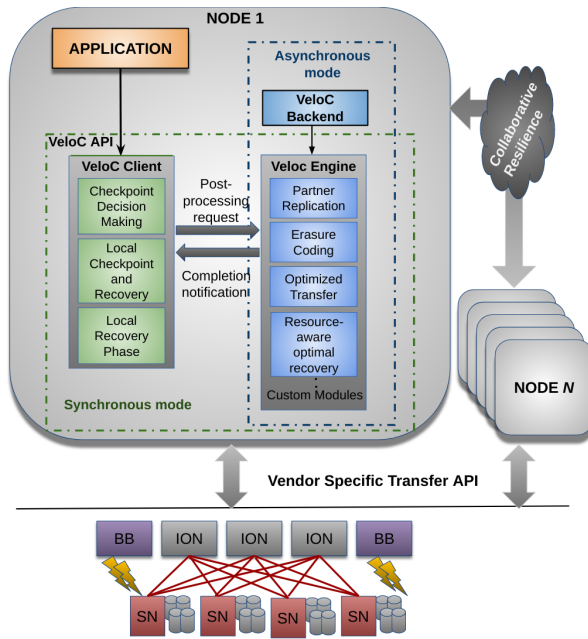 NODE 1
APPLICATION
Asynchronous
mode
VeloC
Backend
VeloC API
VeloC Client
Checkpoint
Decision
Making
Local
Checkpoint
and
Recovery
Local
Recovery
Phase
Post-
processing
request
Completion
notification
Veloc Engine
Partner
Replication
Erasure
Coding
Optimized
Transfer
Resource-
aware
optimal
recovery
Custom Modules
Synchronous mode
Collaborative
Resilience
NODE N
Vendor Specific Transfer API
BB
ION
ION
ION
BB
SN
SN
SN
SN